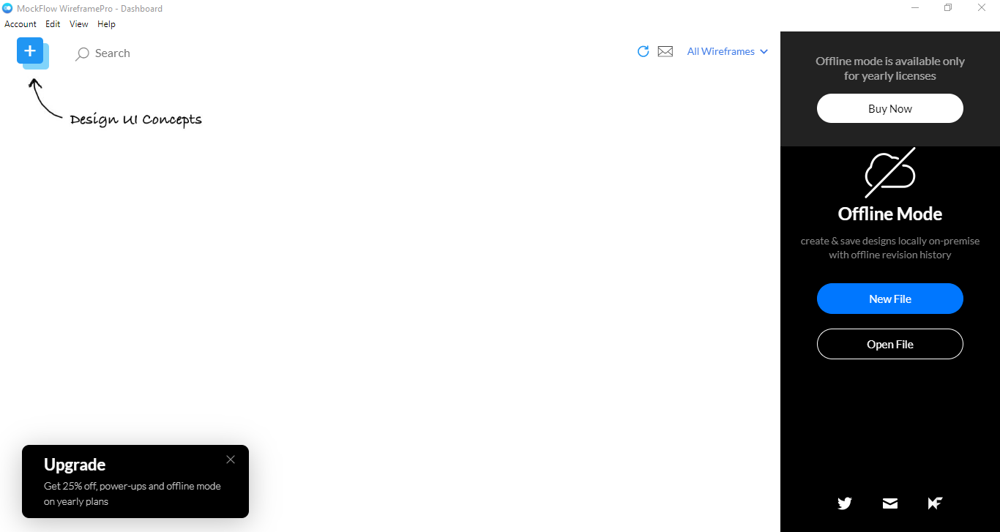 MockFlow WireframePro - Dashboard
Account Edit View Help
Search
All Wireframes
Design UI Concepts
Offline mode is available only
for yearly licenses
Buy Now
Offline Mode
create & save designs locally on-premise
with offline revision history
New File
Open File
Upgrade
Get 25% off, power-ups and offline mode
on yearly plans